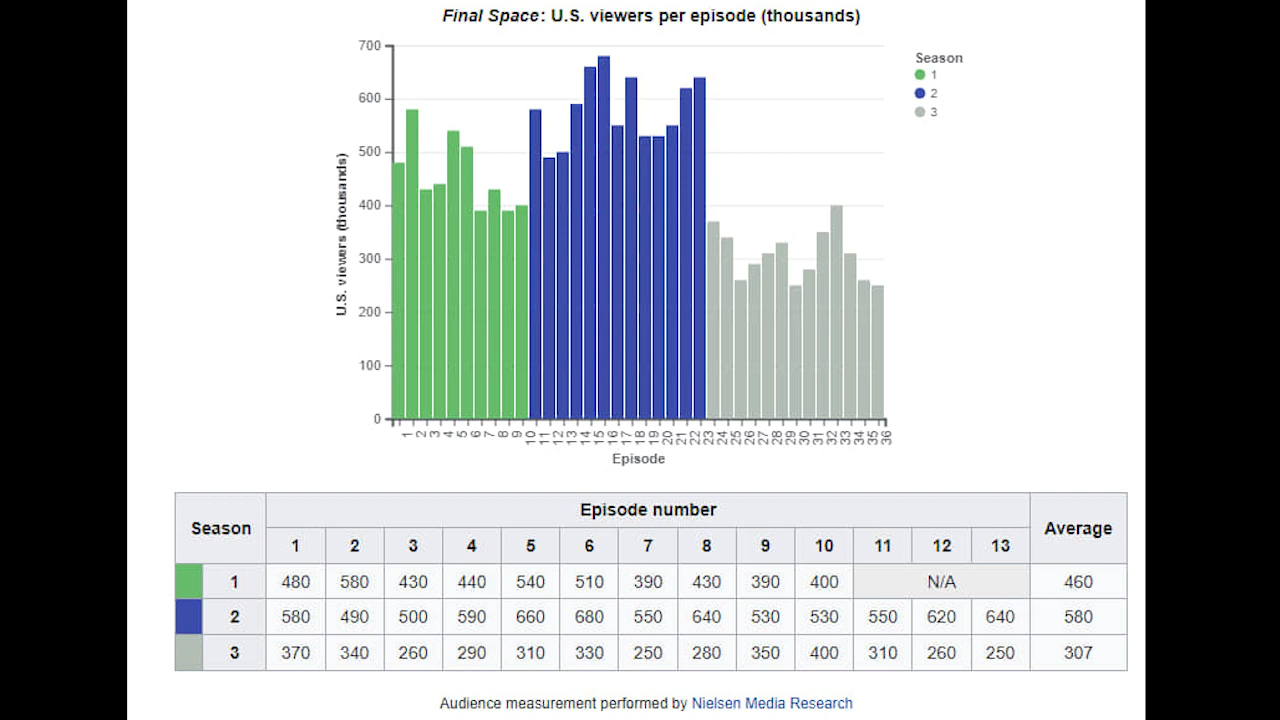 Final Space: U.S. viewers per episode (thousands)
Season
1
2
3
U.S. viewers (thousands)
700
600
500
400
300
200
100
0
1 2 3 4 5 6 7 8 9 10 11 12 13 14 15 16 17 18 19 20 21 22 23 24 25 26 27 28 29 30 31 32 33 34 35 36
Episode
Season Episode number Average
1 2 3 4 5 6 7 8 9 10 11 12 13
1 480 580 430 440 540 510 390 430 390 400 N/A 460
2 580 490 500 590 660 680 550 640 530 530 550 620 640 580
3 370 340 260 290 310 330 250 280 350 400 310 260 250 307
Audience measurement performed by Nielsen Media Research